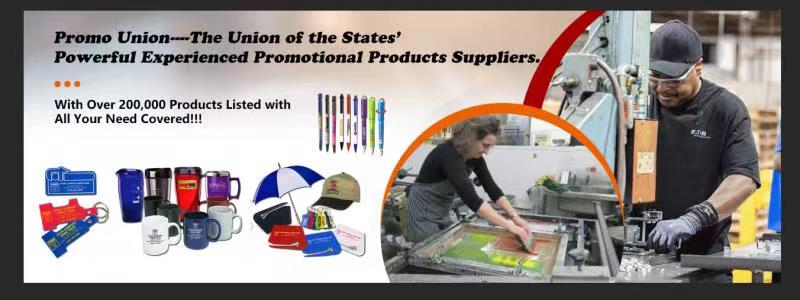 Promo Union----The Union of the States'
Powerful Experienced Promotional Products Suppliers.
With Over 200,000 Products Listed with
All Your Need Covered!!!